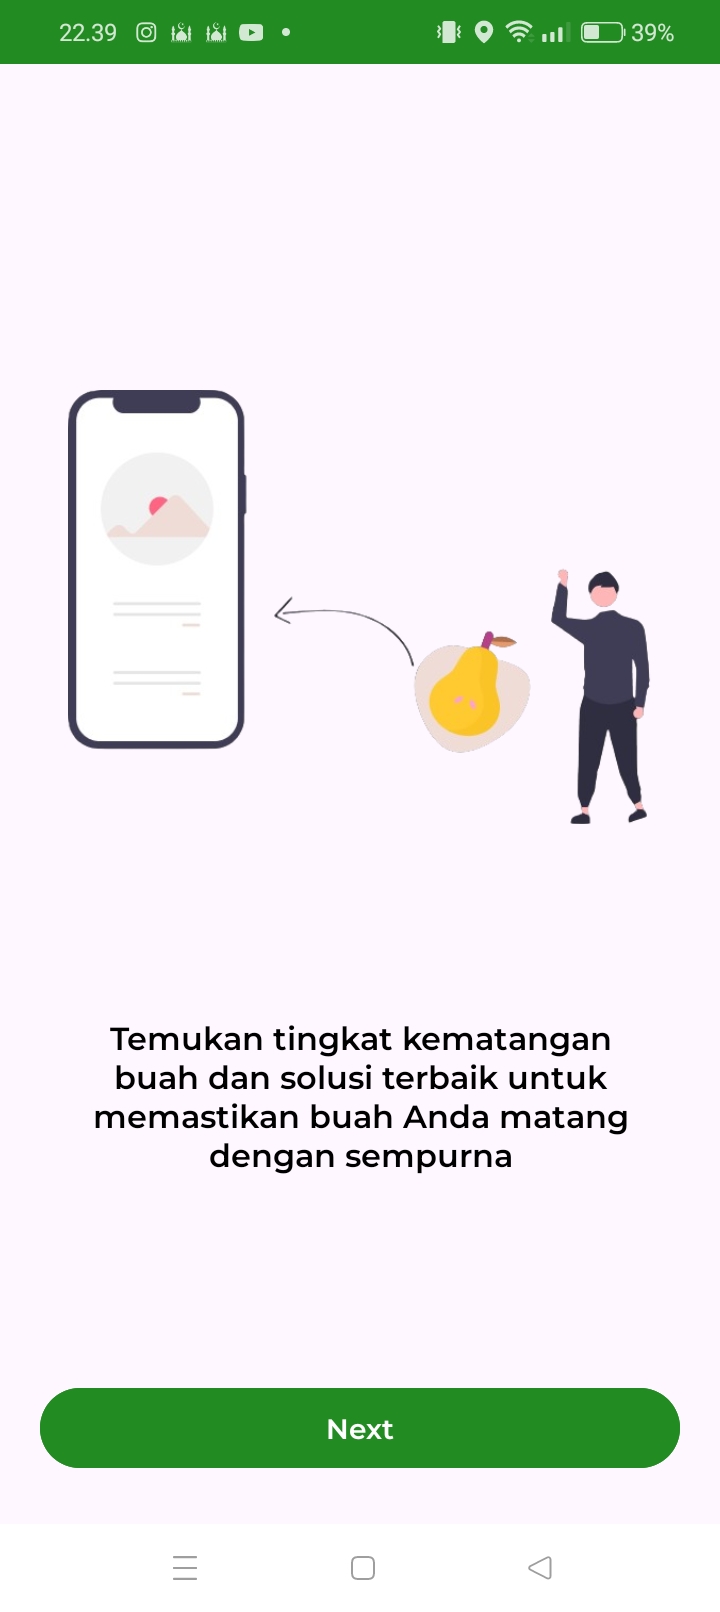 22.39
39%
Temukan tingkat kematangan
buah dan solusi terbaik untuk
memastikan buah Anda matang
dengan sempurna
Next